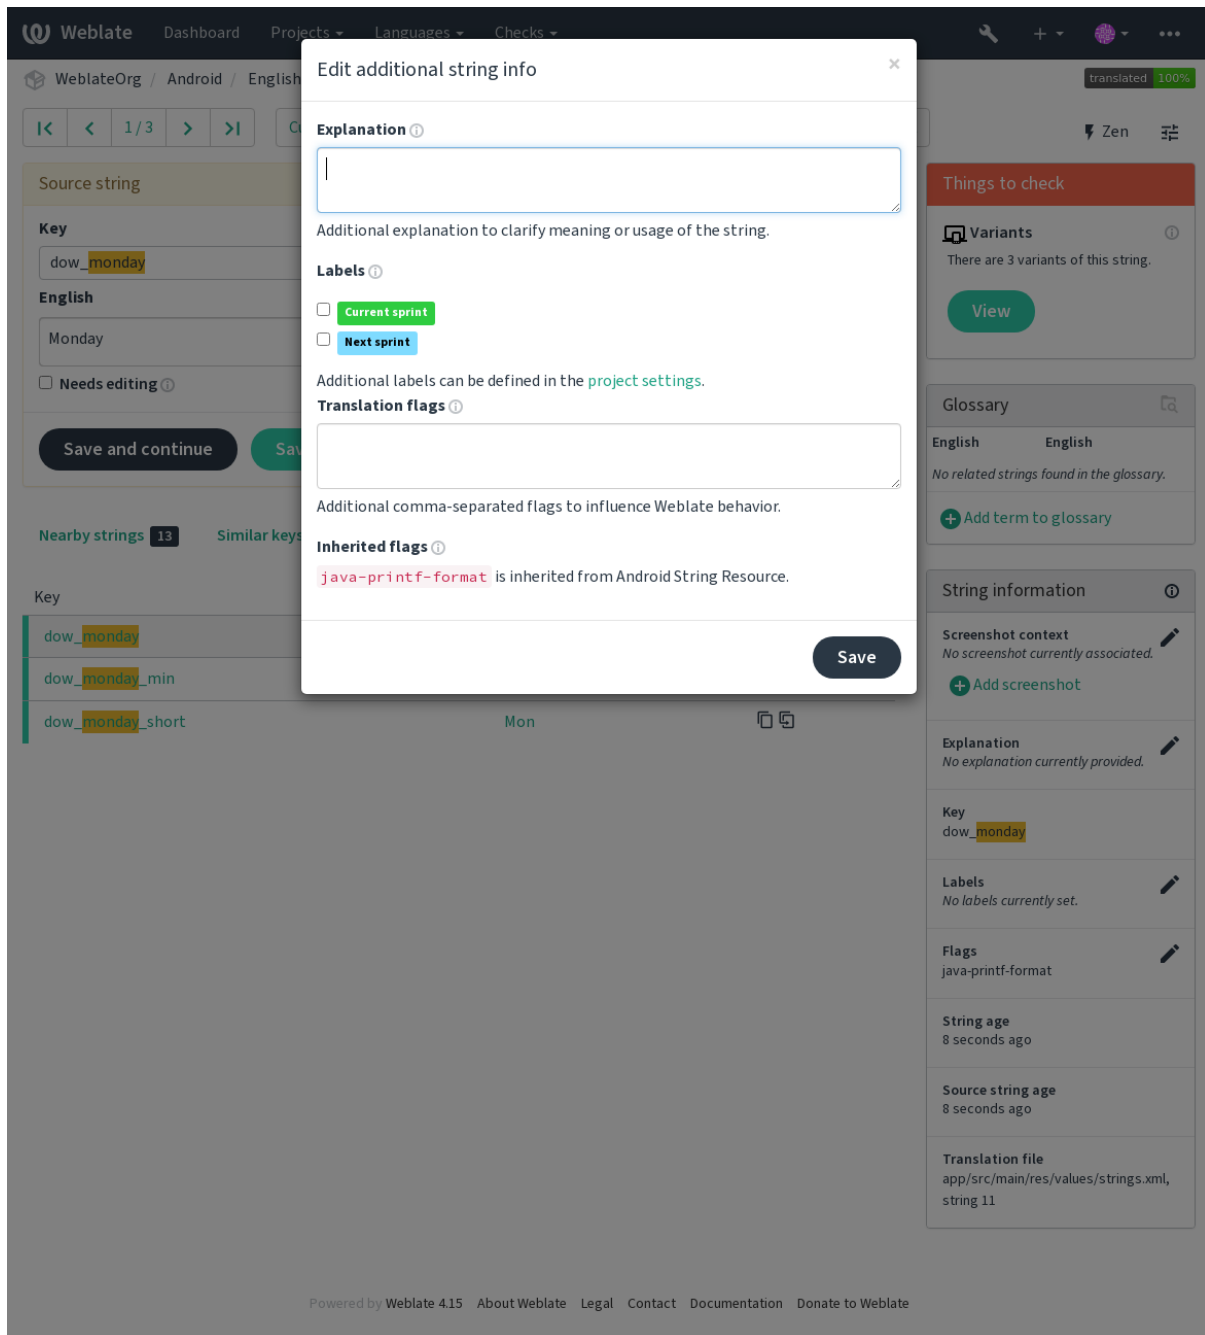 Weblate Dashboard Projects Languages Checks
WeblateOrg / Android / English
translated 100%
1 / 3
Zen
Edit additional string info
×
Explanation
Additional explanation to clarify meaning or usage of the string.
Labels
Current sprint
Next sprint
Additional labels can be defined in the project settings.
Translation flags
Additional comma-separated flags to influence Weblate behavior.
Inherited flags
java-printf-format is inherited from Android String Resource.
Save
Source string
Key
dow_monday
English
Monday
Needs editing
Save and continue
Nearby strings 13 Similar keys
Key
dow_monday
dow_monday_min
dow_monday_short Mon
Things to check
Variants
There are 3 variants of this string.
View
Glossary
English English
No related strings found in the glossary.
Add term to glossary
String information
Screenshot context
No screenshot currently associated.
Add screenshot
Explanation
No explanation currently provided.
Key
dow_monday
Labels
No labels currently set.
Flags
java-printf-format
String age
8 seconds ago
Source string age
8 seconds ago
Translation file
app/src/main/res/values/strings.xml,
string 11
Powered by Weblate 4.15 About Weblate Legal Contact Documentation Donate to Weblate